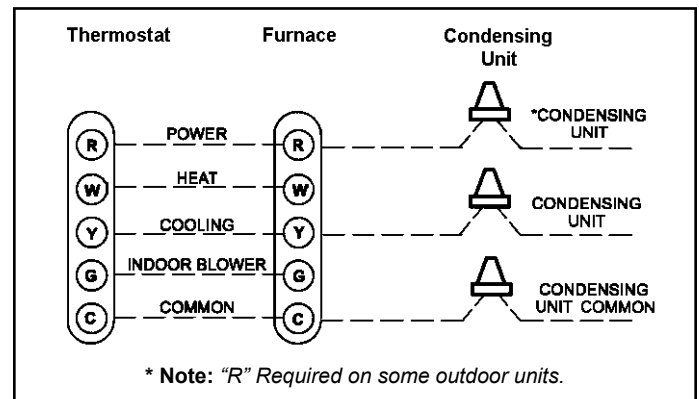 Thermostat Furnace Condensing
Unit
R POWER R *CONDENSING
UNIT
W HEAT W
Y COOLING Y CONDENSING
UNIT
G INDOOR BLOWER G
C COMMON C CONDENSING
UNIT COMMON
* Note: "R" Required on some outdoor units.